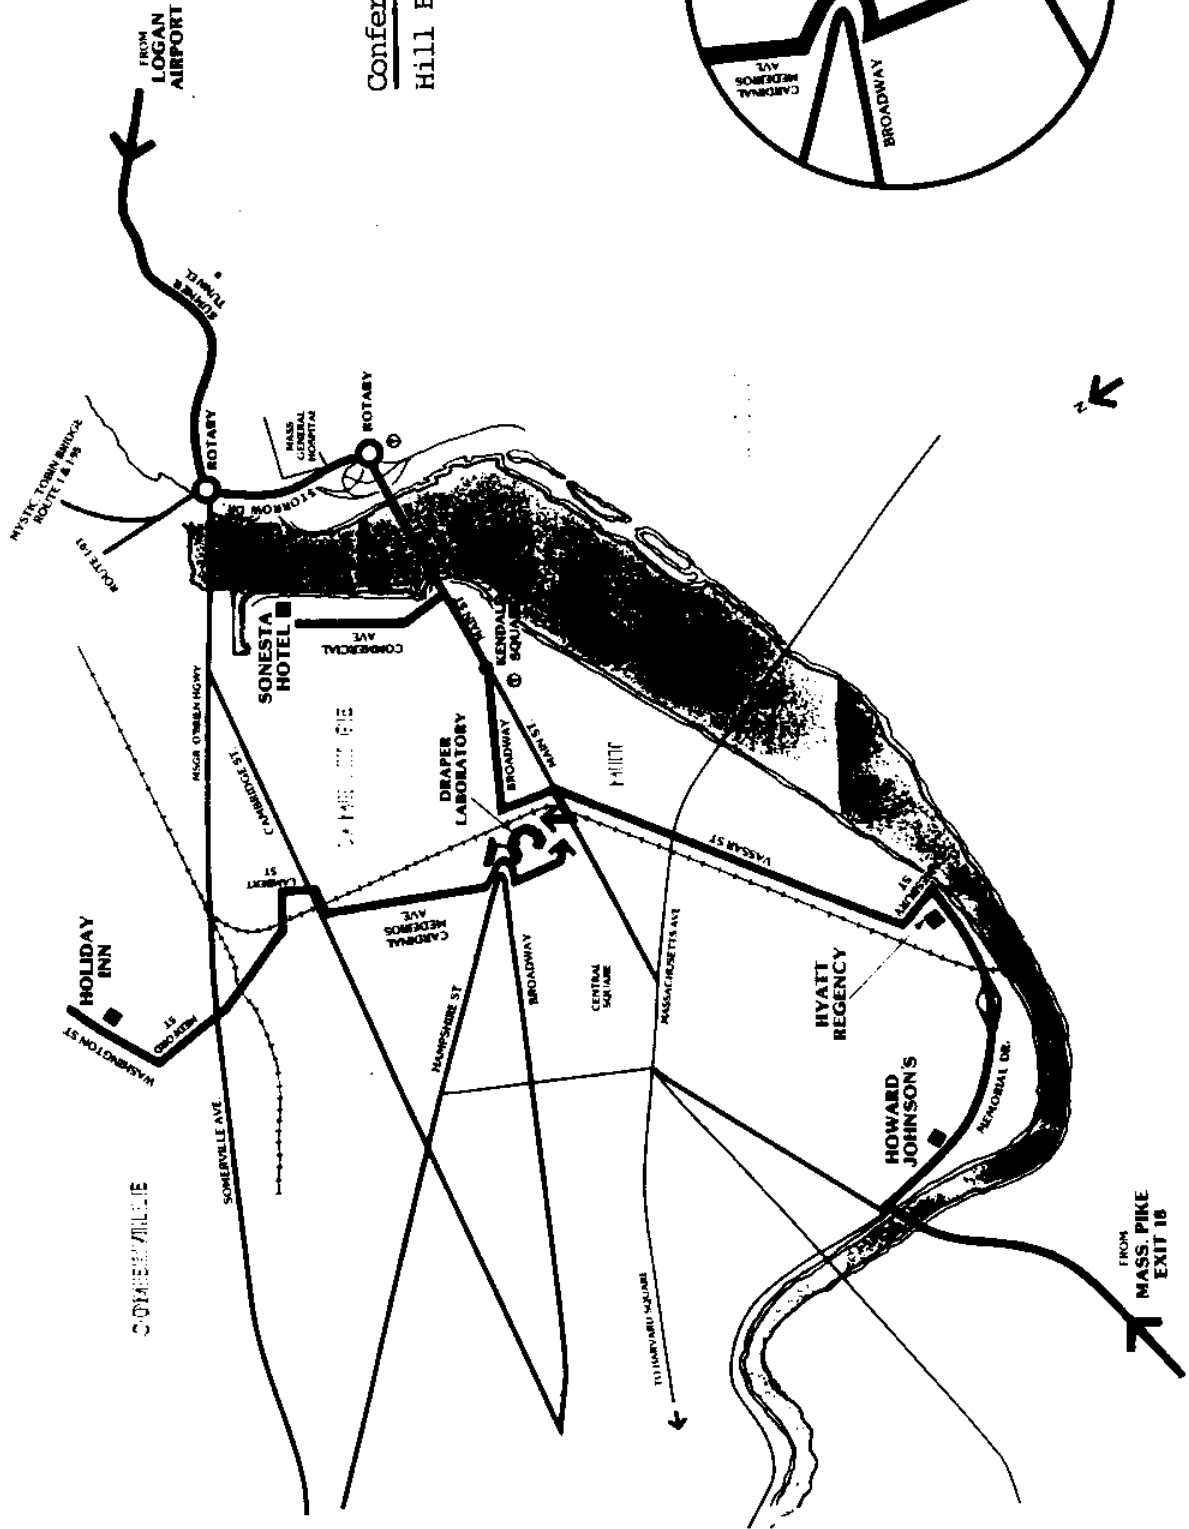 FROM
LOGAN
AIRPORT
Confer
Hill
CARDINAL
MEDEIROS
AVE
BROADWAY
SUMNER
TUNNEL
MYSTIC TOBIN BRIDGE
ROUTE 1 & I-95
ROUTE I-93
ROTARY
MASS
GENERAL
HOSPITAL
ROTARY
STORROW DR.
N
SONESTA
HOTEL
COMMERCIAL
AVE
MAIN ST
KENDALL
SQUARE
MSGR. O'BRIEN HGWY
CAMBRIDGE ST.
DRAPER
LABORATORY
BROADWAY
MAIN ST.
VASSAR ST
LAMBERT
ST
CARDINAL
MEDEIROS
AVE.
HOLIDAY
INN
WASHINGTON ST
MEDFORD
ST
HAMPSHIRE ST
BROADWAY
CENTRAL
SQUARE
MASSACHUSETTS AVE
HYATT
REGENCY
HOWARD
JOHNSON'S
MEMORIAL DR.
SOMERVILLE AVE.
TO HARVARD SQUARE
FROM
MASS. PIKE
EXIT 18